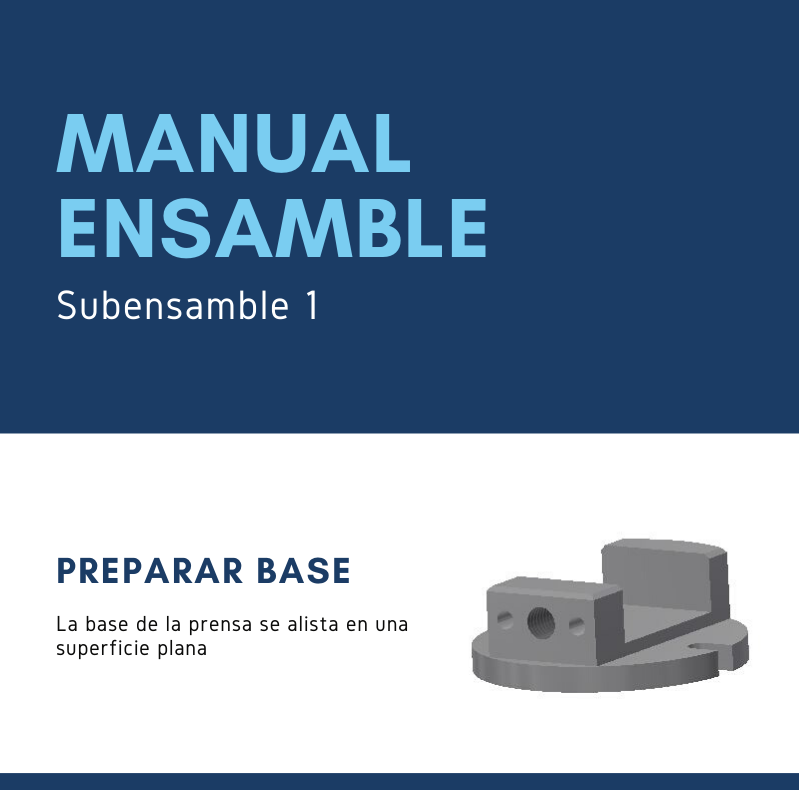 MANUAL
ENSAMBLE
Subensamble 1
PREPARAR BASE
La base de la prensa se alista en una
superficie plana